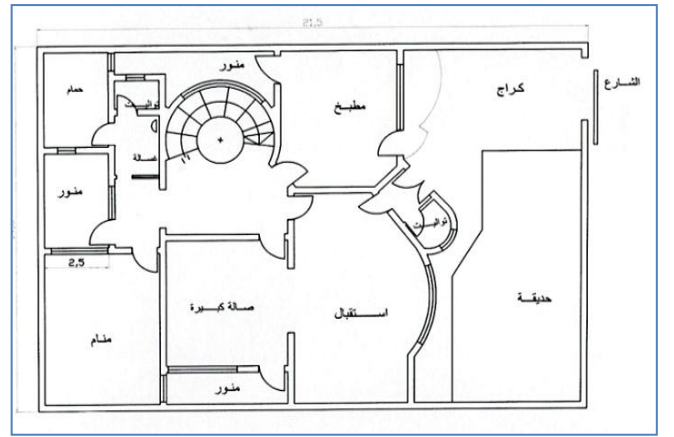 21,5
منور
الشارع
كراج
مطبخ
حمام
تواليت
صالة
17
منور
تواليت
2,5
حديقة
صالة كبيرة
استقبال
منام
منور